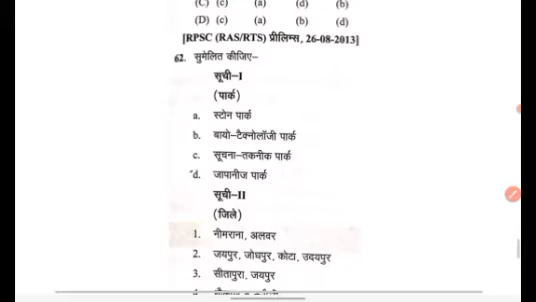 (C) (c) (a) (d) (b)
(D) (c) (a) (b) (d)
[RPSC (RAS/RTS) प्रीलिम्स, 26-08-2013]
62. सुमेलित कीजिए–
सूची–I
(पार्क)
a. स्टोन पार्क
b. बायो–टैक्नोलॉजी पार्क
c. सूचना–तकनीक पार्क
d. जापानीज पार्क
सूची–II
(जिले)
1. नीमराना, अलवर
2. जयपुर, जोधपुर, कोटा, उदयपुर
3. सीतापुरा, जयपुर